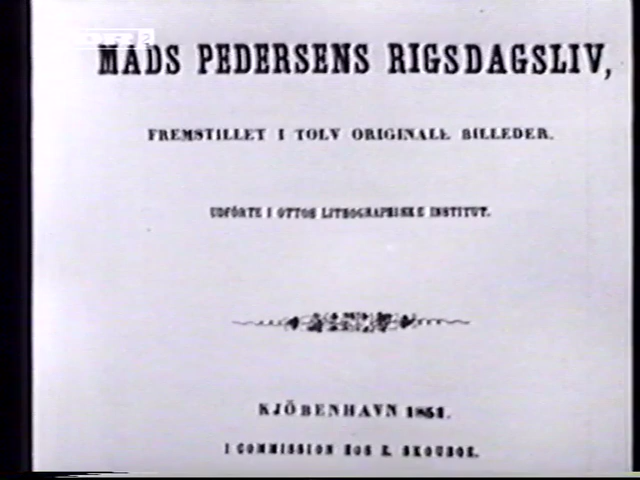 MADS PEDERSENS RIGSDAGSLIV,
FREMSTILLET I TOLV ORIGINALE BILLEDER.
UDFÖRTE I OTTOS LITHOGRAPHISKE INSTITUT.
KJÖBENHAVN 1851.
I COMMISSION HOS E. SKOUBOE.